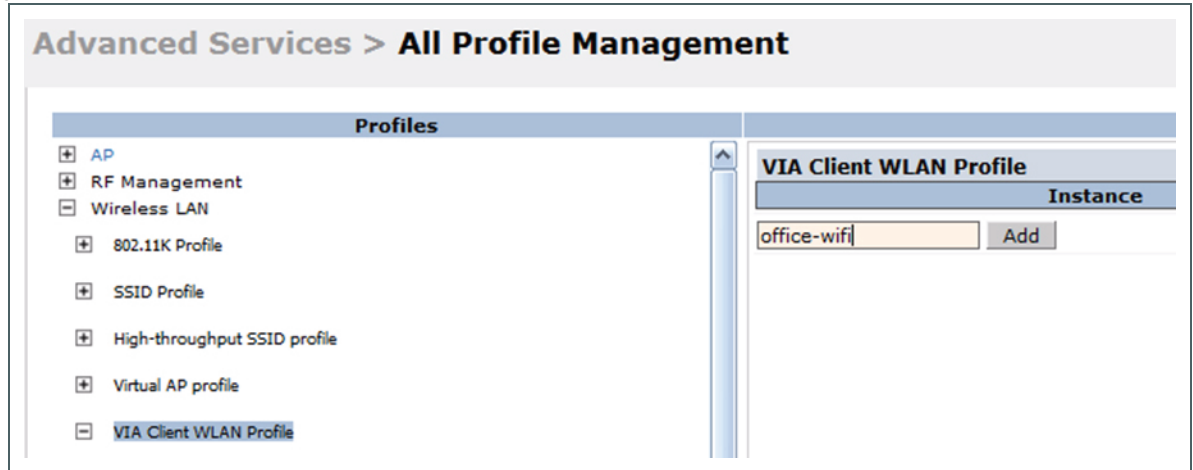 Advanced Services > All Profile Management
Profiles
AP
RF Management
Wireless LAN
802.11K Profile
SSID Profile
High-throughput SSID profile
Virtual AP profile
VIA Client WLAN Profile
VIA Client WLAN Profile
Instance
office-wifi Add